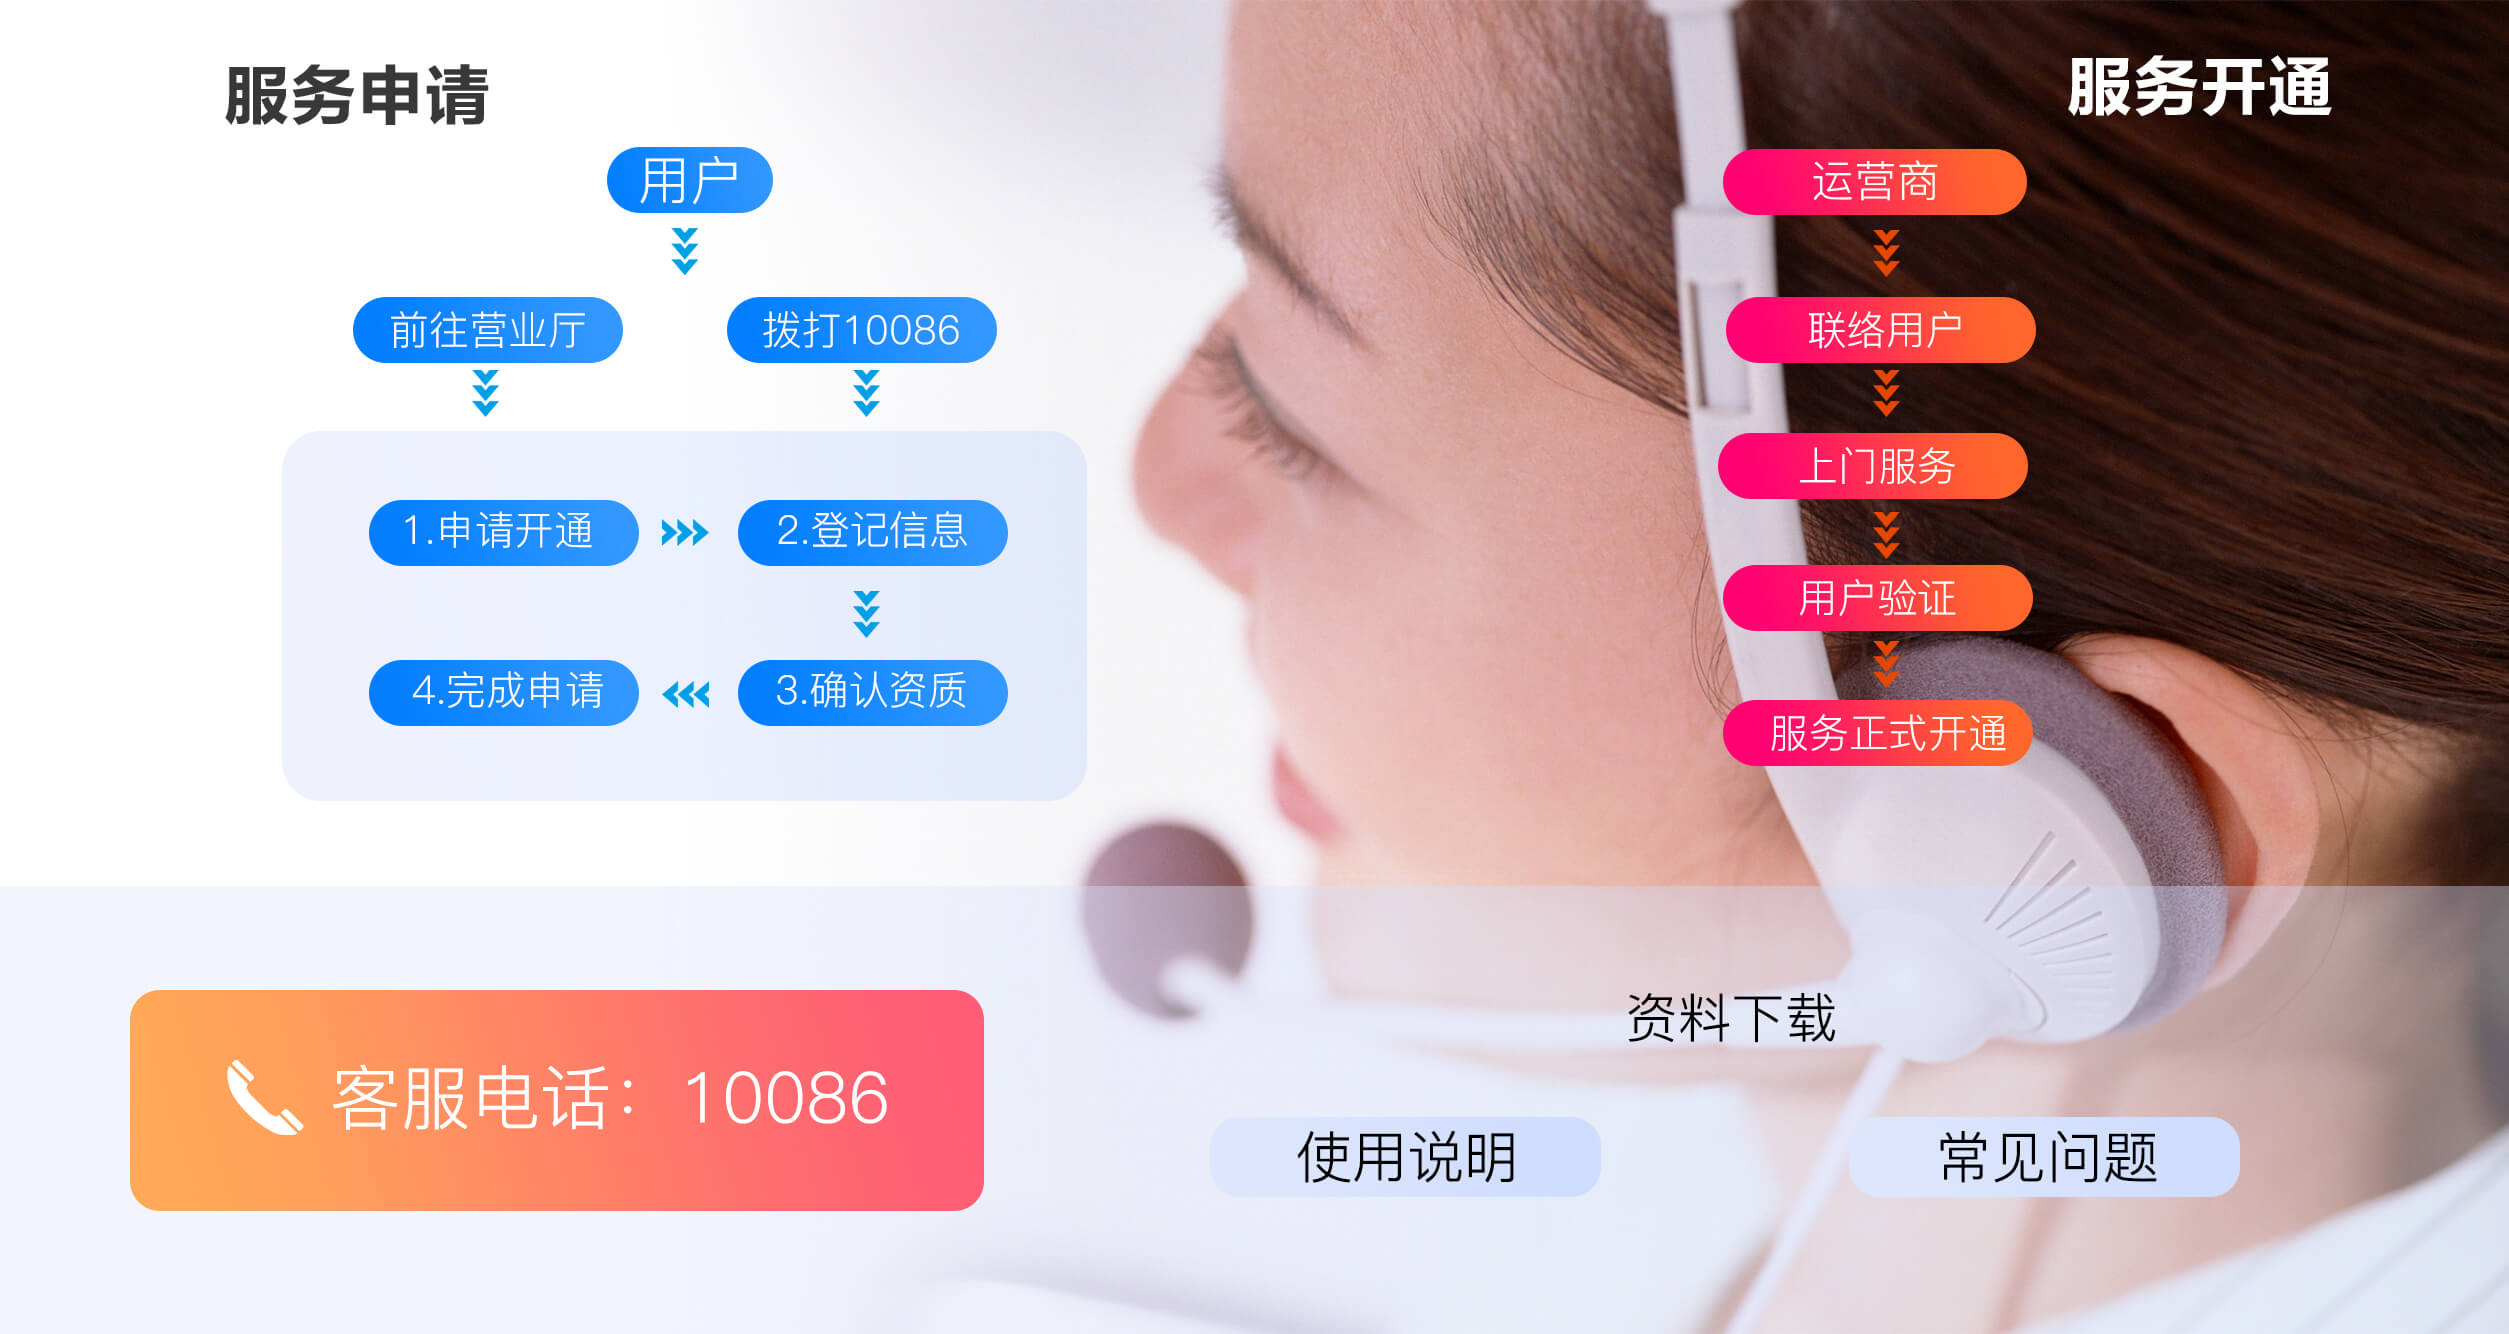 服务申请
用户
前往营业厅
拨打10086
1.申请开通
2.登记信息
3.确认资质
4.完成申请
服务开通
运营商
联络用户
上门服务
用户验证
服务正式开通
客服电话：10086
资料下载
使用说明
常见问题